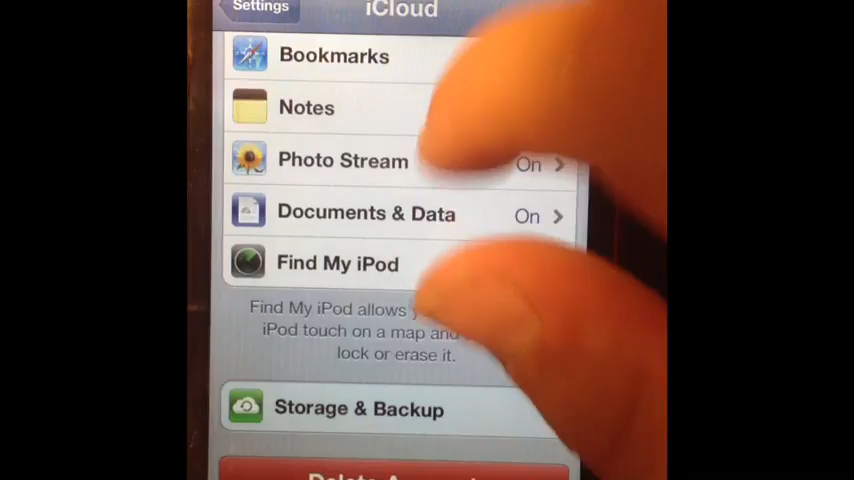 Settings
iCloud
Bookmarks
Notes
Photo Stream
On
Documents & Data
On
Find My iPod
Find My iPod allows
iPod touch on a map and
lock or erase it.
Storage & Backup
Delete